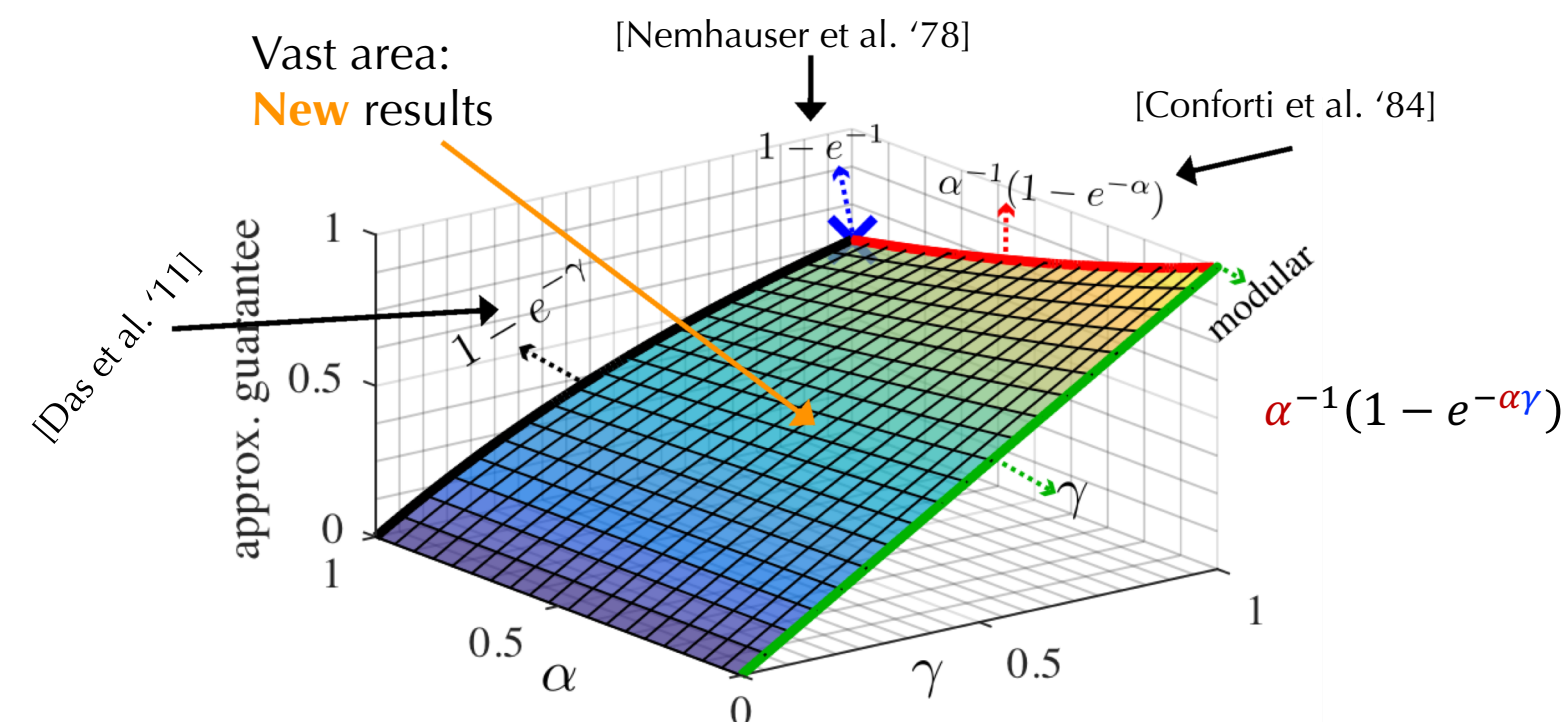 [Nemhauser et al. ‘78]
Vast area:
New results
[Conforti et al. ‘84]
1 − e⁻¹
α⁻¹(1 − e^{−α})
modular
[Das et al. ‘11]
1 − e^{−γ}
approx. guarantee
1
0.5
0
α⁻¹(1 − e^{−αγ})
γ
1
0.5
α
0
γ
0.5
1